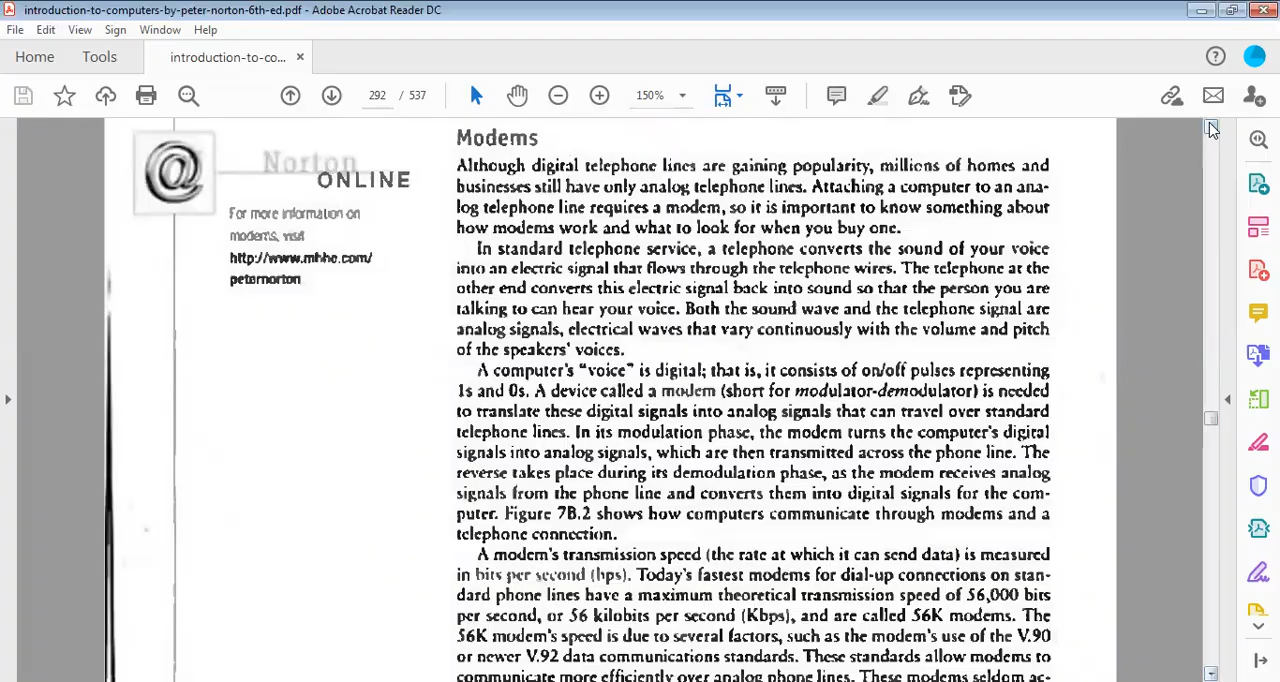 introduction-to-computers-by-peter-norton-6th-ed.pdf - Adobe Acrobat Reader DC
File Edit View Sign Window Help
Home Tools introduction-to-co... ×
292 / 537 150%
Norton
ONLINE
For more information on
modems, visit
http://www.mhhe.com/
peternorton
Modems
Although digital telephone lines are gaining popularity, millions of homes and
businesses still have only analog telephone lines. Attaching a computer to an ana-
log telephone line requires a modem, so it is important to know something about
how modems work and what to look for when you buy one.
In standard telephone service, a telephone converts the sound of your voice
into an electric signal that flows through the telephone wires. The telephone at the
other end converts this electric signal back into sound so that the person you are
talking to can hear your voice. Both the sound wave and the telephone signal are
analog signals, electrical waves that vary continuously with the volume and pitch
of the speakers' voices.
A computer's "voice" is digital; that is, it consists of on/off pulses representing
1s and 0s. A device called a modem (short for modulator-demodulator) is needed
to translate these digital signals into analog signals that can travel over standard
telephone lines. In its modulation phase, the modem turns the computer's digital
signals into analog signals, which are then transmitted across the phone line. The
reverse takes place during its demodulation phase, as the modem receives analog
signals from the phone line and converts them into digital signals for the com-
puter. Figure 7B.2 shows how computers communicate through modems and a
telephone connection.
A modem's transmission speed (the rate at which it can send data) is measured
in bits per second (bps). Today's fastest modems for dial-up connections on stan-
dard phone lines have a maximum theoretical transmission speed of 56,000 bits
per second, or 56 kilobits per second (Kbps), and are called 56K modems. The
56K modem's speed is due to several factors, such as the modem's use of the V.90
or newer V.92 data communications standards. These standards allow modems to
communicate more efficiently over analog phone lines. These modems seldom ac-